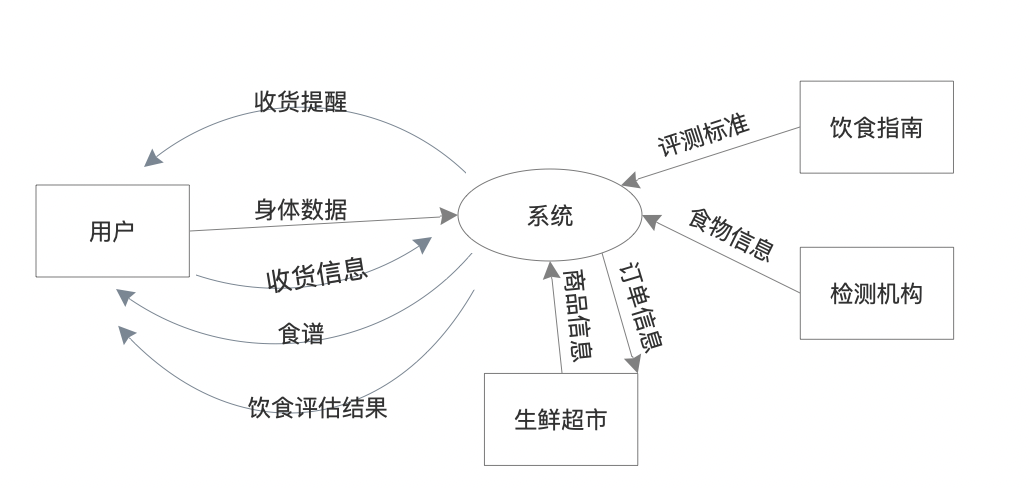 收货提醒
评测标准
饮食指南
身体数据
用户
系统
食物信息
收货信息
商品信息
订单信息
检测机构
食谱
饮食评估结果
生鲜超市